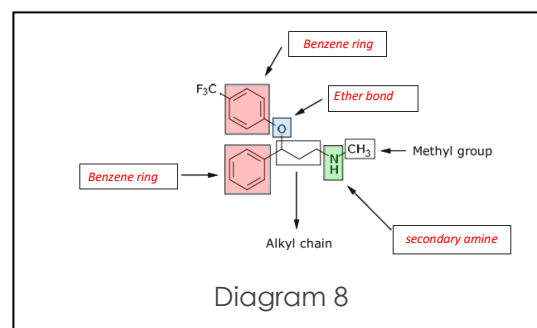 Benzene ring
F₃C
Ether bond
O
Benzene ring
N
H
CH₃
Methyl group
Alkyl chain
secondary amine
Diagram 8